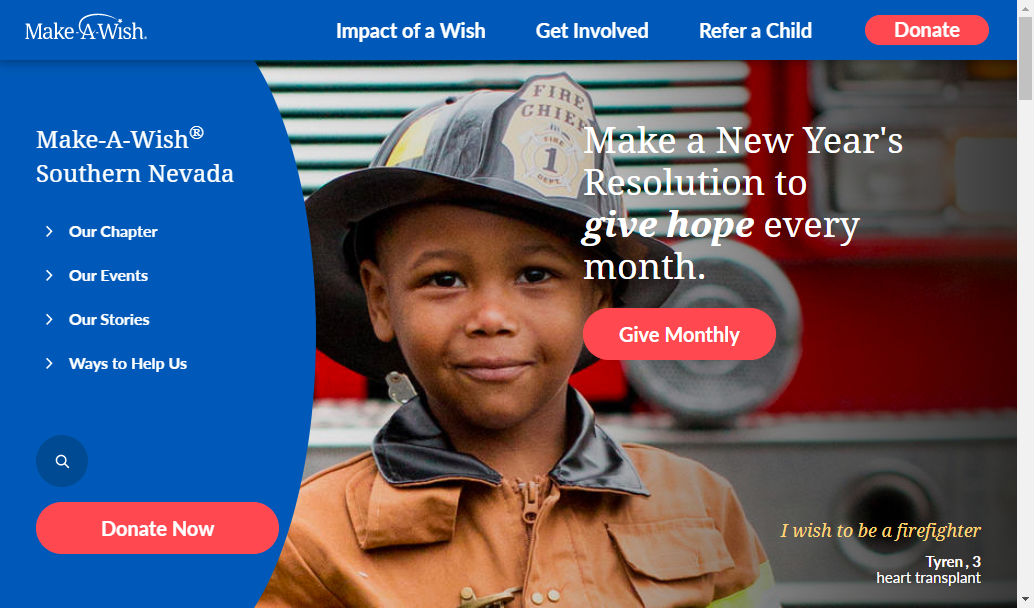 Make-A-Wish.
Impact of a Wish
Get Involved
Refer a Child
Donate
Make-A-Wish®
Southern Nevada
Our Chapter
Our Events
Our Stories
Ways to Help Us
Donate Now
FIRE
CHIEF
FIRE
1
DEPT.
Make a New Year's
Resolution to
give hope every
month.
Give Monthly
I wish to be a firefighter
Tyren , 3
heart transplant